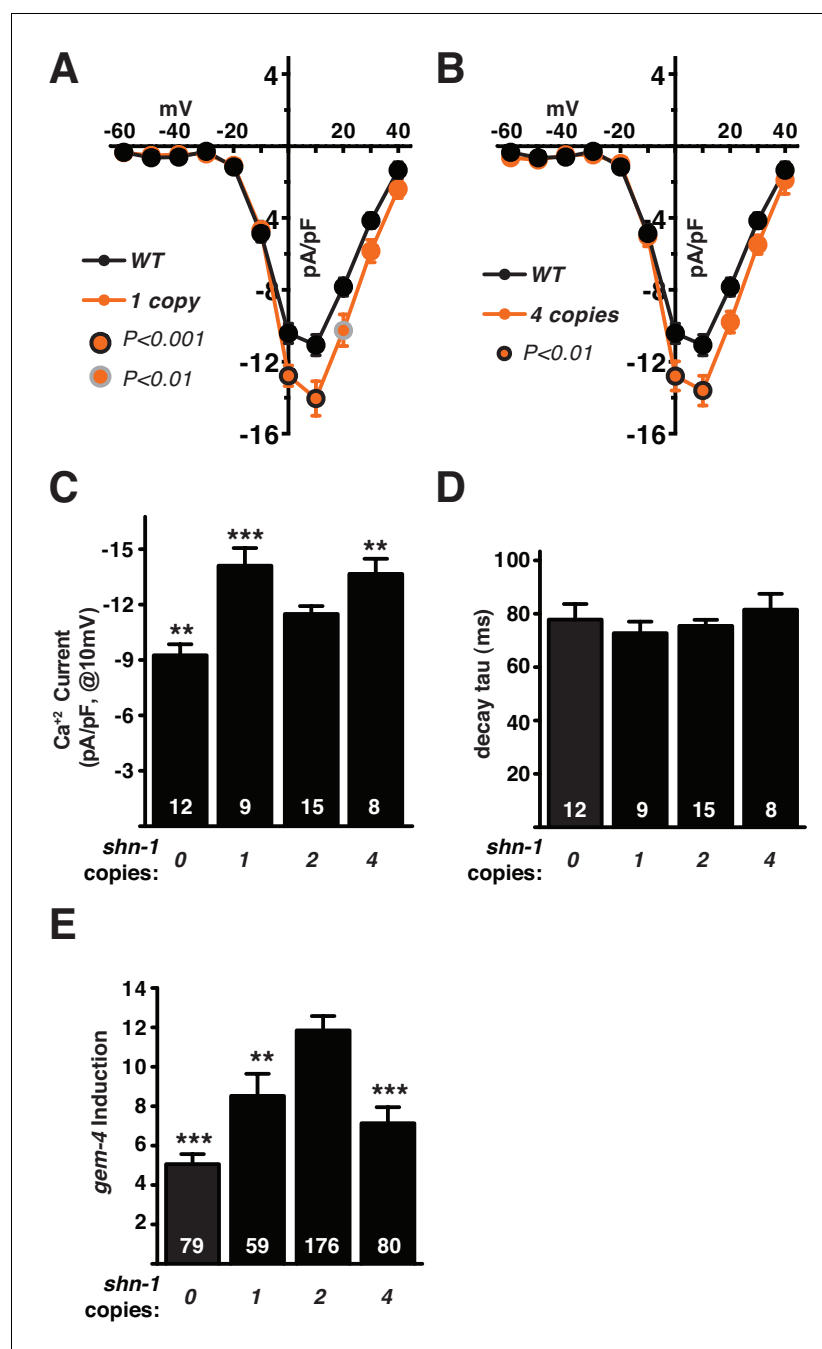 A
4
mV
-60 -40 -20 20 40
-4
pA/pF
-8
-12
-16
WT
1 copy
P<0.001
P<0.01
B
4
mV
-60 -40 -20 20 40
-4
pA/pF
-8
-12
-16
WT
4 copies
P<0.01
C
Ca+2 Current
(pA/pF, @10mV)
-15
-12
-9
-6
-3
** *** **
12 9 15 8
shn-1
copies: 0 1 2 4
D
decay tau (ms)
100
80
60
40
20
12 9 15 8
shn-1
copies: 0 1 2 4
E
gem-4 Induction
14
12
10
8
6
4
2
*** ** ***
79 59 176 80
shn-1
copies: 0 1 2 4